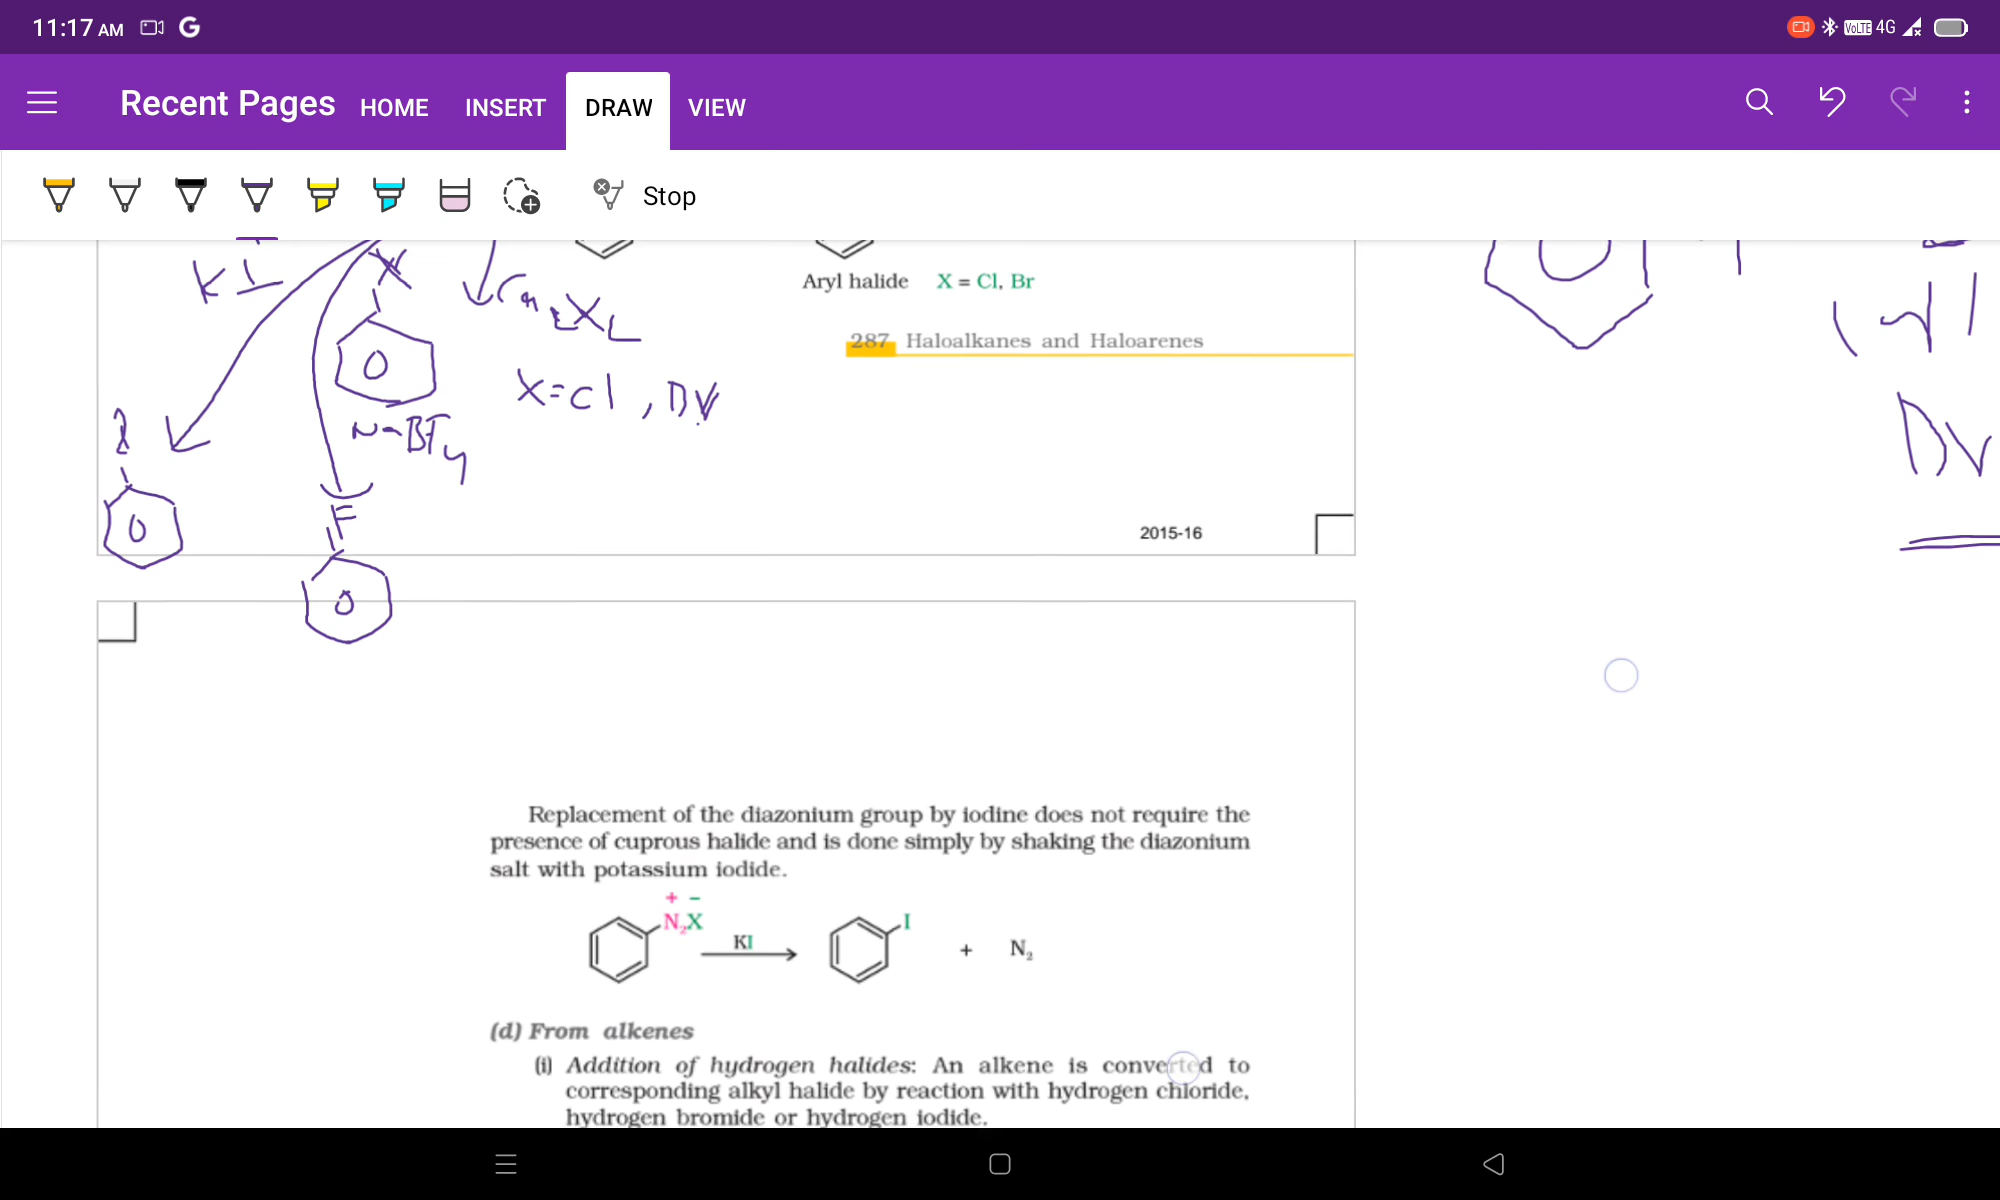 11:17 AM G VoLTE 4G
Recent Pages HOME INSERT DRAW VIEW
Stop
KI
X
Aryl halide X = Cl, Br
287 Haloalkanes and Haloarenes
X=Cl, Br
NaBF4
I
F
2015-16
Br
Replacement of the diazonium group by iodine does not require the
presence of cuprous halide and is done simply by shaking the diazonium
salt with potassium iodide.
+ −
N₂X
KI
I
+ N₂
(d) From alkenes
(i) Addition of hydrogen halides: An alkene is converted to
corresponding alkyl halide by reaction with hydrogen chloride,
hydrogen bromide or hydrogen iodide.